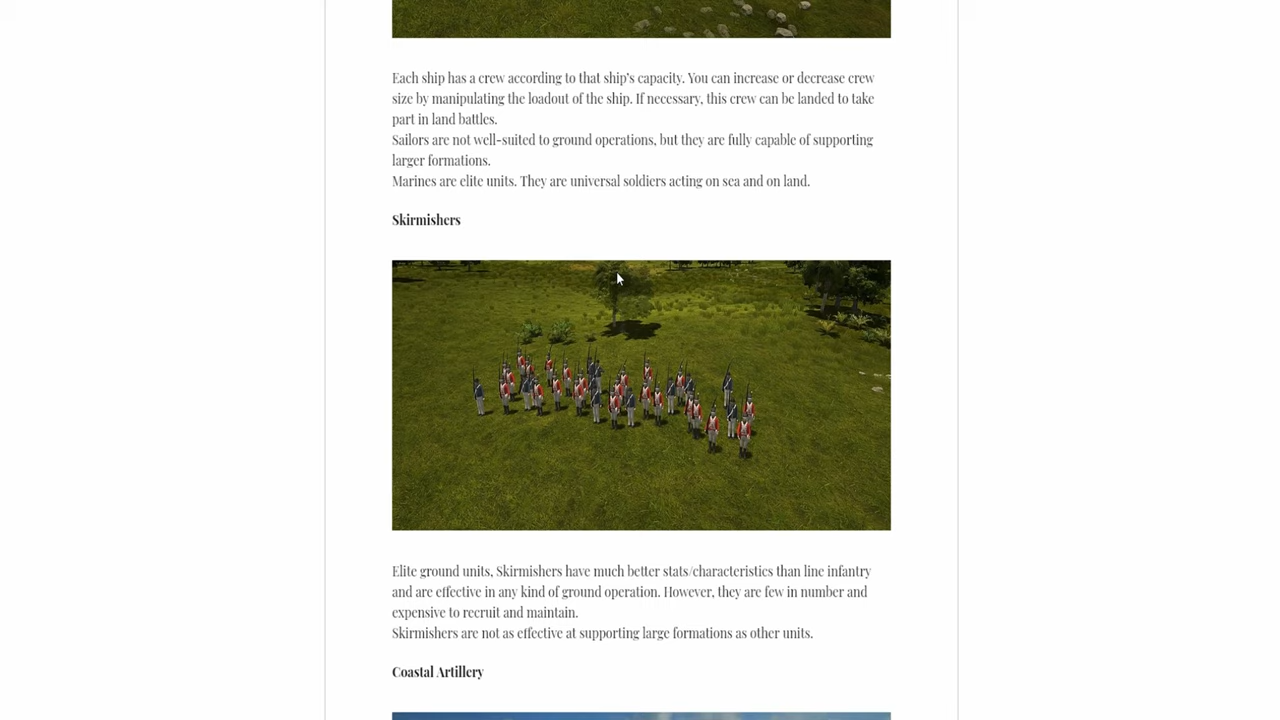 Each ship has a crew according to that ship's capacity. You can increase or decrease crew
size by manipulating the loadout of the ship. If necessary, this crew can be landed to take
part in land battles.
Sailors are not well-suited to ground operations, but they are fully capable of supporting
larger formations.
Marines are elite units. They are universal soldiers acting on sea and on land.
Skirmishers
Elite ground units, Skirmishers have much better stats/characteristics than line infantry
and are effective in any kind of ground operation. However, they are few in number and
expensive to recruit and maintain.
Skirmishers are not as effective at supporting large formations as other units.
Coastal Artillery